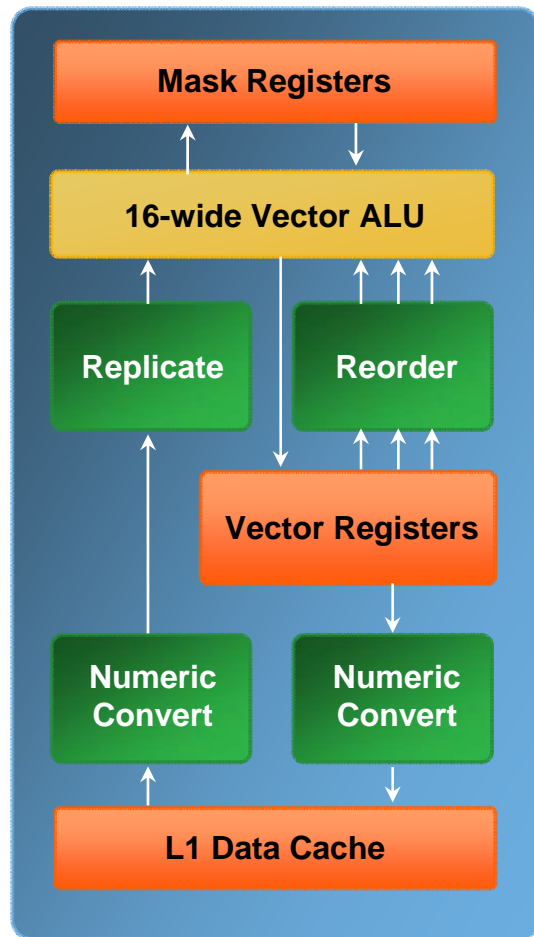 Mask Registers
16-wide Vector ALU
Replicate
Reorder
Vector Registers
Numeric
Convert
Numeric
Convert
L1 Data Cache